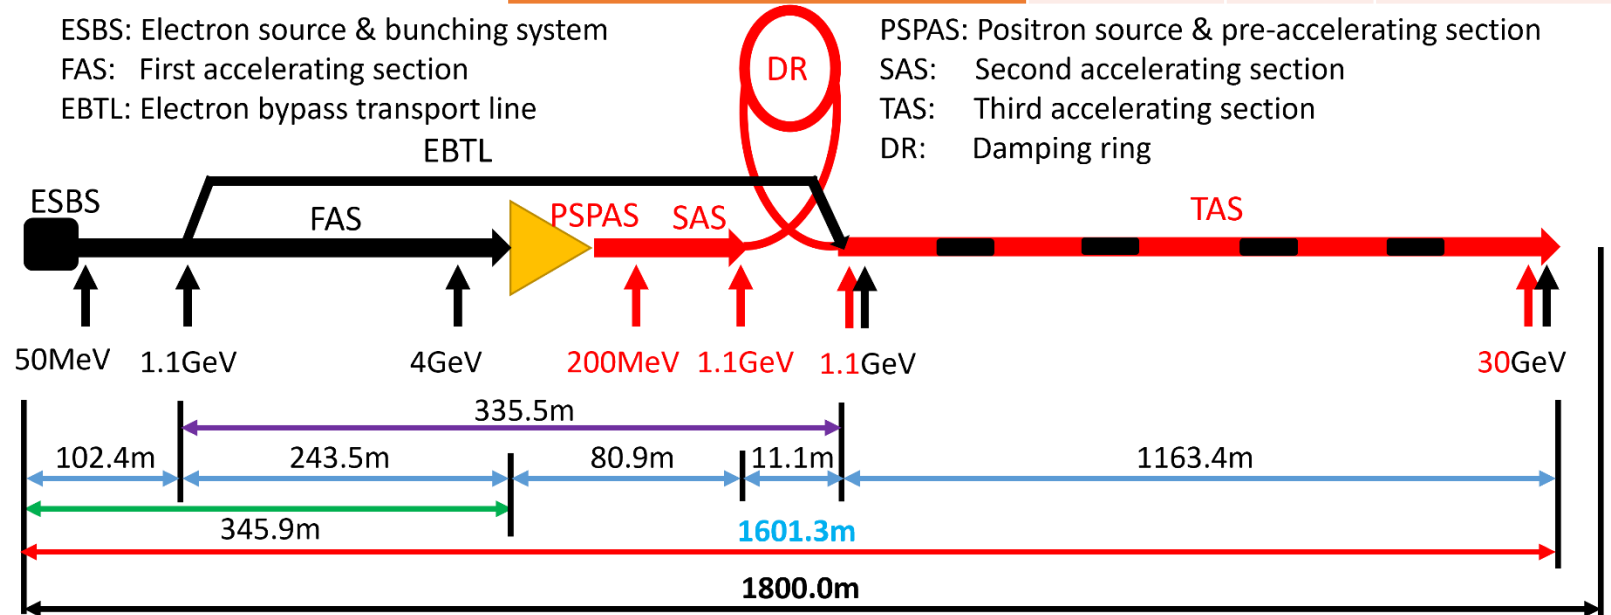 ESBS: Electron source & bunching system
FAS: First accelerating section
EBTL: Electron bypass transport line
PSPAS: Positron source & pre-accelerating section
SAS: Second accelerating section
TAS: Third accelerating section
DR: Damping ring
DR
EBTL
ESBS
FAS
PSPAS
SAS
TAS
50MeV
1.1GeV
4GeV
200MeV
1.1GeV
1.1GeV
30GeV
335.5m
102.4m
243.5m
80.9m
11.1m
1163.4m
345.9m
1601.3m
1800.0m